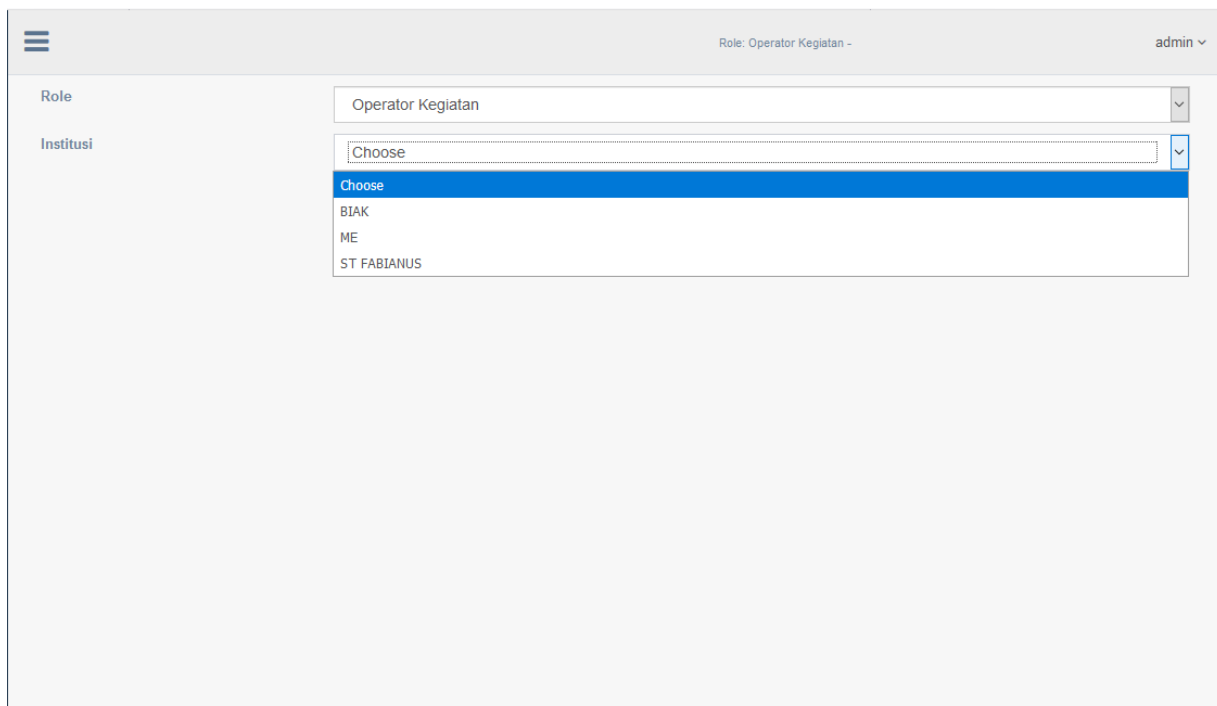 Role: Operator Kegiatan -
admin
Role
Operator Kegiatan
Institusi
Choose
Choose
BIAK
ME
ST FABIANUS